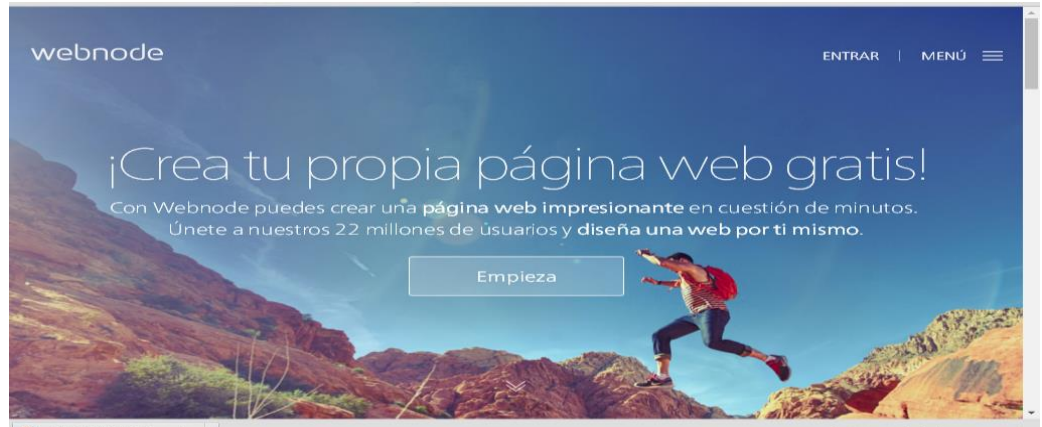 webnode
ENTRAR | MENÚ
¡Crea tu propia página web gratis!
Con Webnode puedes crear una página web impresionante en cuestión de minutos.
Únete a nuestros 22 millones de usuarios y diseña una web por ti mismo.
Empieza